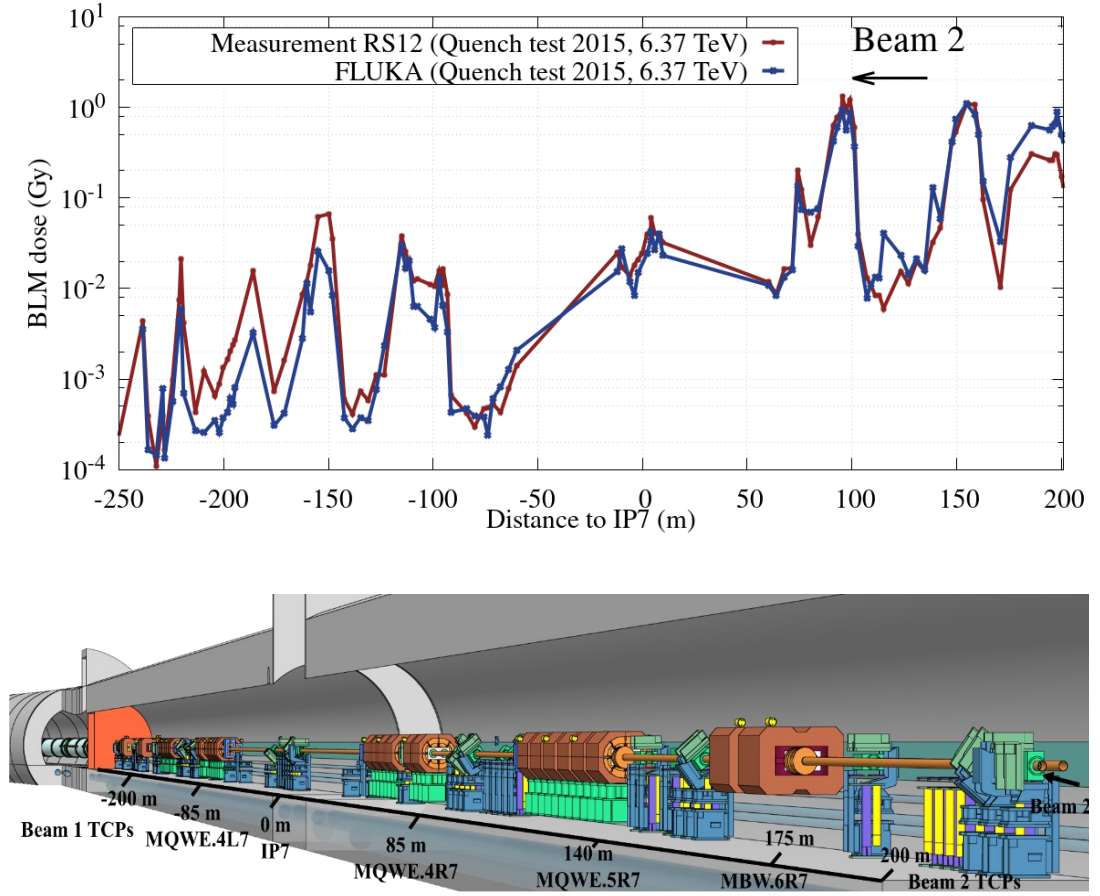 Measurement RS12 (Quench test 2015, 6.37 TeV)
FLUKA (Quench test 2015, 6.37 TeV)
Beam 2
BLM dose (Gy)
10^1
10^0
10^-1
10^-2
10^-3
10^-4
-250 -200 -150 -100 -50 0 50 100 150 200
Distance to IP7 (m)
-200 m
Beam 1 TCPs
-85 m
MQWE.4L7
0 m
IP7
85 m
MQWE.4R7
140 m
MQWE.5R7
175 m
MBW.6R7
200 m
Beam 2 TCPs
Beam 2